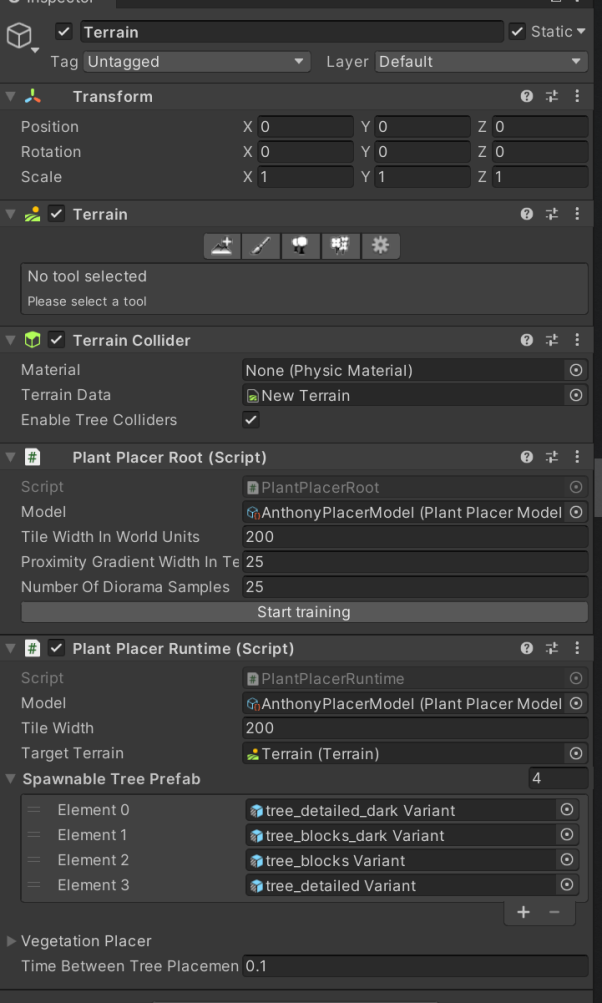 Inspector
Terrain
Static
Tag Untagged Layer Default
Transform
Position X 0 Y 0 Z 0
Rotation X 0 Y 0 Z 0
Scale X 1 Y 1 Z 1
Terrain
No tool selected
Please select a tool
Terrain Collider
Material None (Physic Material)
Terrain Data New Terrain
Enable Tree Colliders
# Plant Placer Root (Script)
Script # PlantPlacerRoot
Model AnthonyPlacerModel (Plant Placer Model
Tile Width In World Units 200
Proximity Gradient Width In Te 25
Number Of Diorama Samples 25
Start training
# Plant Placer Runtime (Script)
Script # PlantPlacerRuntime
Model AnthonyPlacerModel (Plant Placer Model
Tile Width 200
Target Terrain Terrain (Terrain)
Spawnable Tree Prefab 4
Element 0 tree_detailed_dark Variant
Element 1 tree_blocks_dark Variant
Element 2 tree_blocks Variant
Element 3 tree_detailed Variant
+ −
Vegetation Placer
Time Between Tree Placemen 0.1